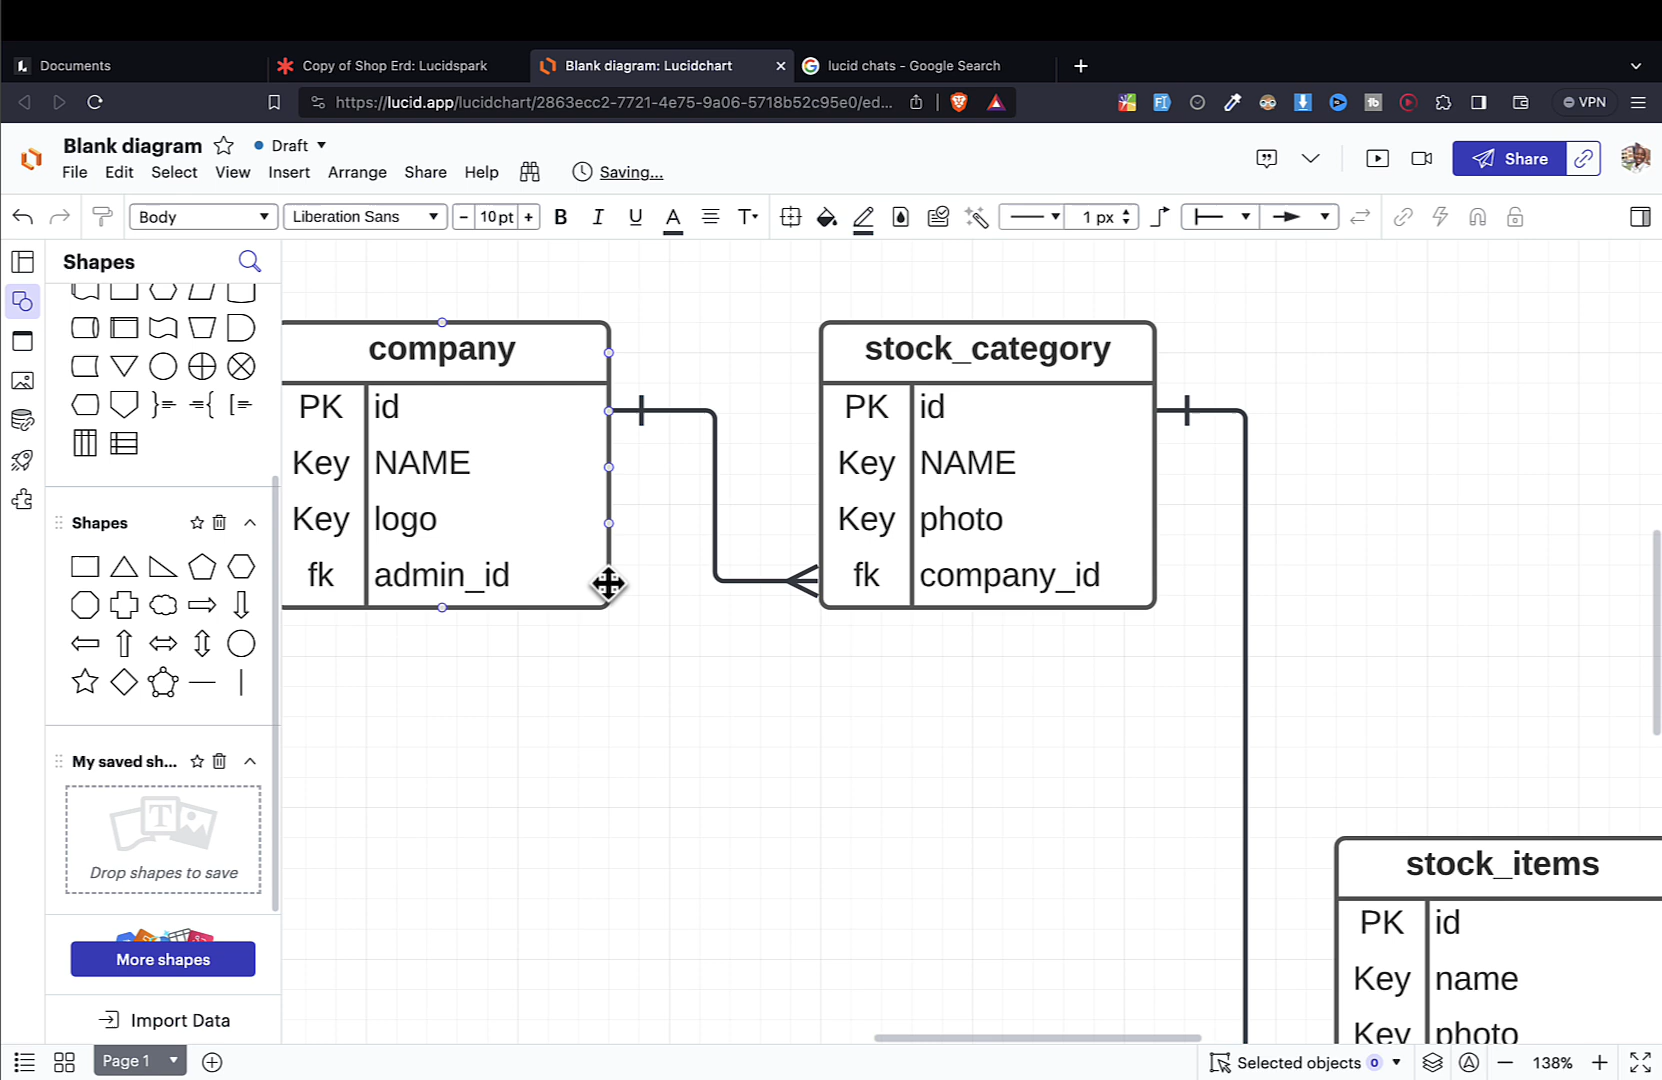 Documents
Copy of Shop Erd: Lucidspark
Blank diagram: Lucidchart
lucid chats - Google Search
https://lucid.app/lucidchart/2863ecc2-7721-4e75-9a06-5718b52c95e0/ed...
VPN
Blank diagram
Draft
File Edit Select View Insert Arrange Share Help
Saving...
Share
Body
Liberation Sans
10 pt
B I U A T
1 px
Shapes
company
PK id
Key NAME
Key logo
fk admin_id
stock_category
PK id
Key NAME
Key photo
fk company_id
Shapes
My saved sh...
Drop shapes to save
More shapes
Import Data
stock_items
PK id
Key name
Key photo
Page 1
Selected objects 0
138%